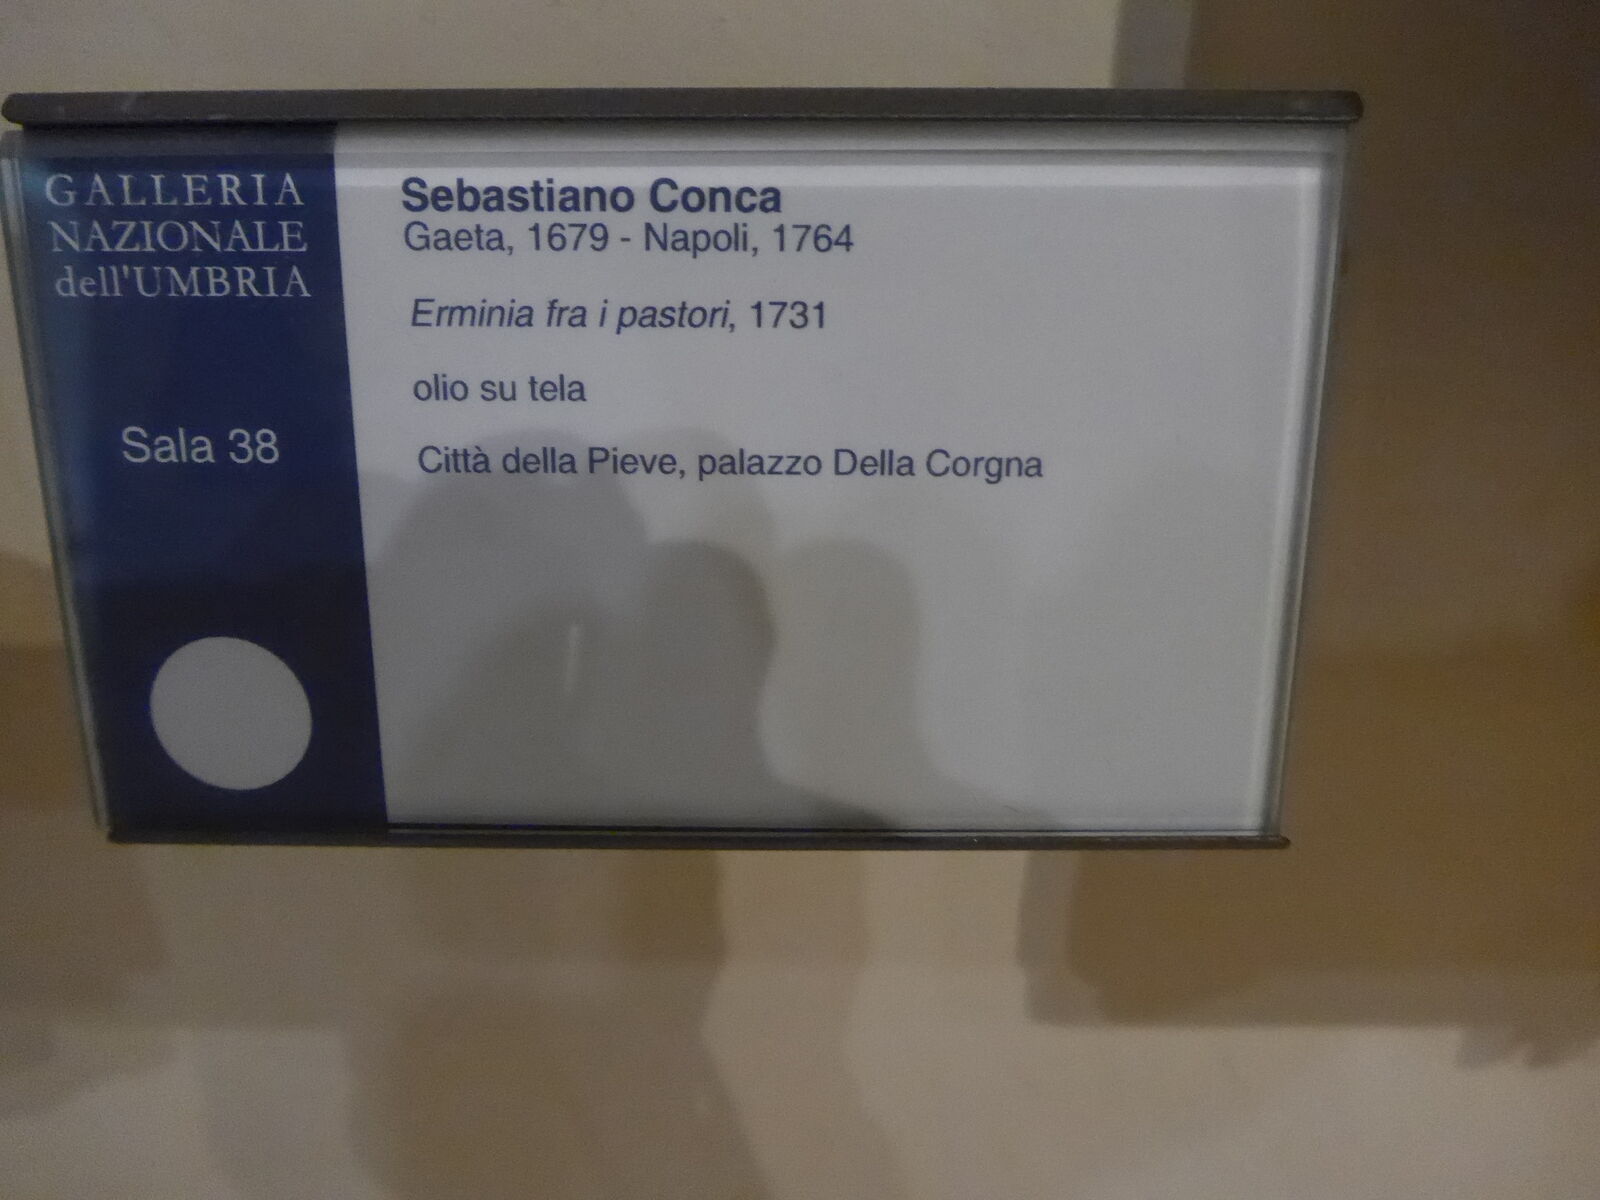 GALLERIA
NAZIONALE
dell'UMBRIA
Sala 38
Sebastiano Conca
Gaeta, 1679 - Napoli, 1764
Erminia fra i pastori, 1731
olio su tela
Città della Pieve, palazzo Della Corgna